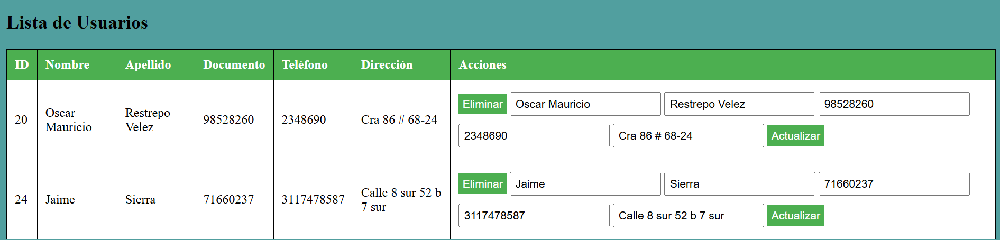 Lista de Usuarios
ID Nombre Apellido Documento Teléfono Dirección Acciones
20 Oscar Mauricio Restrepo Velez 98528260 2348690 Cra 86 # 68-24
Eliminar Oscar Mauricio Restrepo Velez 98528260
2348690 Cra 86 # 68-24 Actualizar
24 Jaime Sierra 71660237 3117478587 Calle 8 sur 52 b 7 sur
Eliminar Jaime Sierra 71660237
3117478587 Calle 8 sur 52 b 7 sur Actualizar